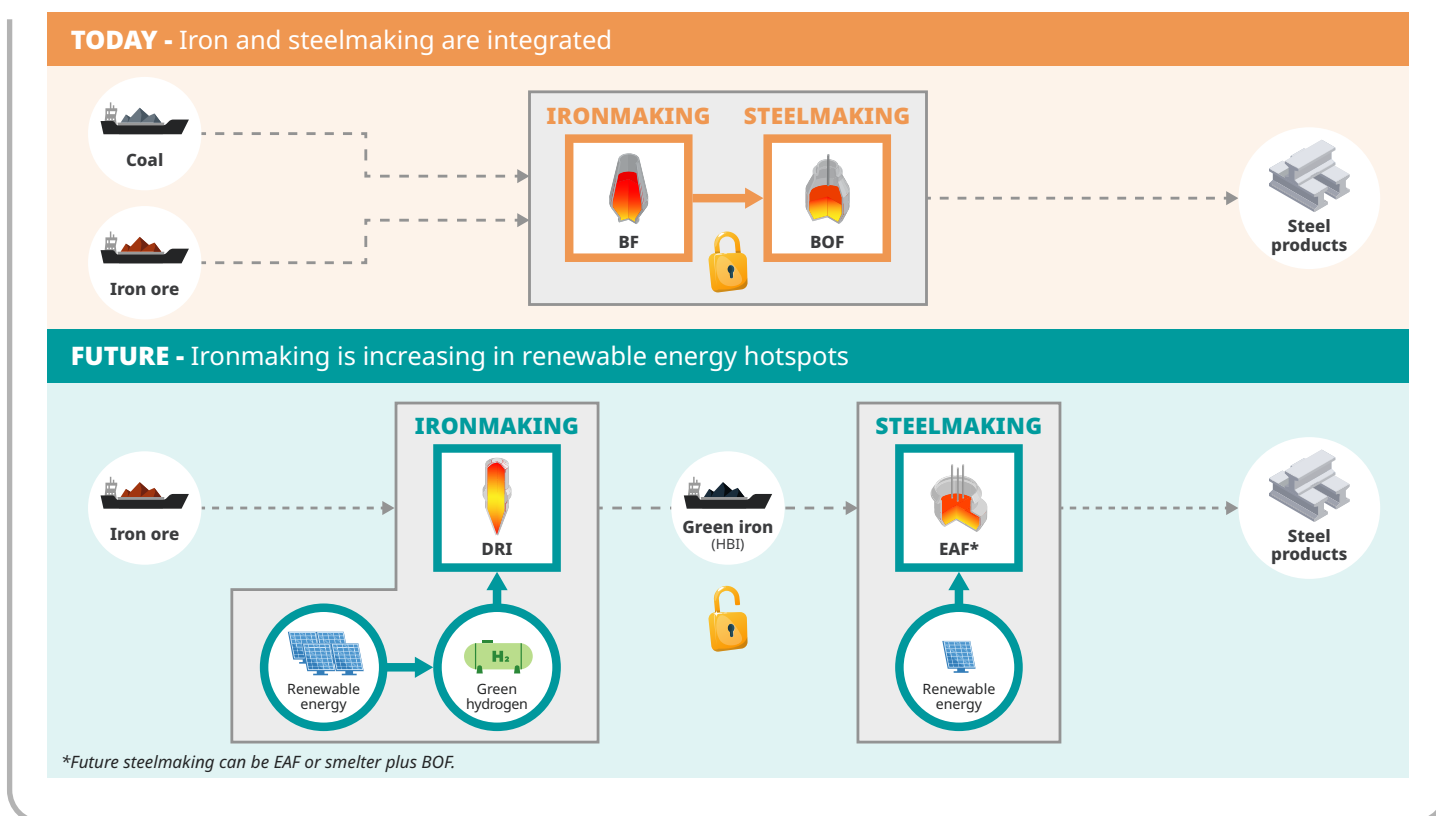 TODAY - Iron and steelmaking are integrated
Coal
Iron ore
IRONMAKING
BF
STEELMAKING
BOF
Steel
products
FUTURE - Ironmaking is increasing in renewable energy hotspots
Iron ore
IRONMAKING
DRI
Renewable
energy
H₂
Green
hydrogen
Green iron
(HBI)
STEELMAKING
EAF*
Renewable
energy
Steel
products
*Future steelmaking can be EAF or smelter plus BOF.